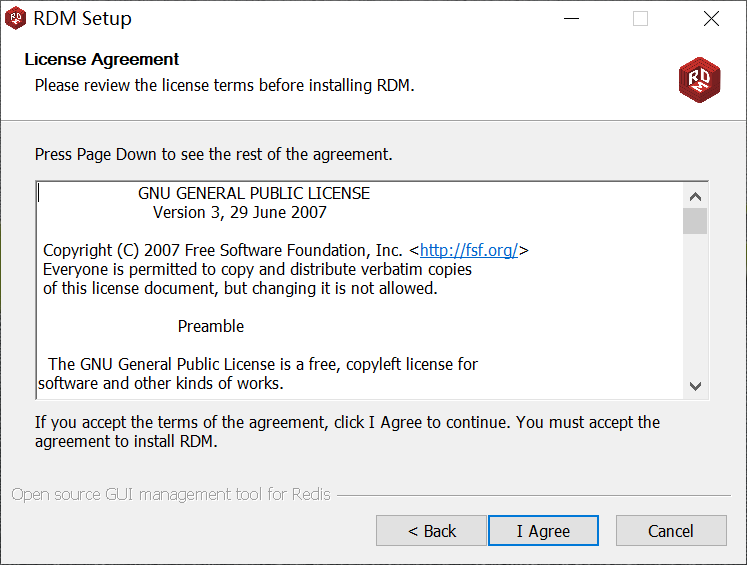 RDM Setup
License Agreement
Please review the license terms before installing RDM.
RDM
Press Page Down to see the rest of the agreement.
GNU GENERAL PUBLIC LICENSE
Version 3, 29 June 2007
Copyright (C) 2007 Free Software Foundation, Inc. <http://fsf.org/>
Everyone is permitted to copy and distribute verbatim copies
of this license document, but changing it is not allowed.
Preamble
The GNU General Public License is a free, copyleft license for
software and other kinds of works.
If you accept the terms of the agreement, click I Agree to continue. You must accept the
agreement to install RDM.
Open source GUI management tool for Redis
< Back
I Agree
Cancel